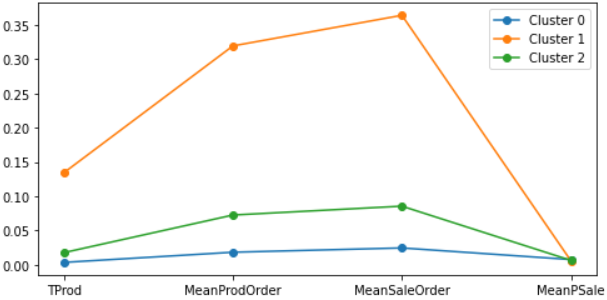 0.35
0.30
0.25
0.20
0.15
0.10
0.05
0.00
Cluster 0
Cluster 1
Cluster 2
TProd MeanProdOrder MeanSaleOrder MeanPSale